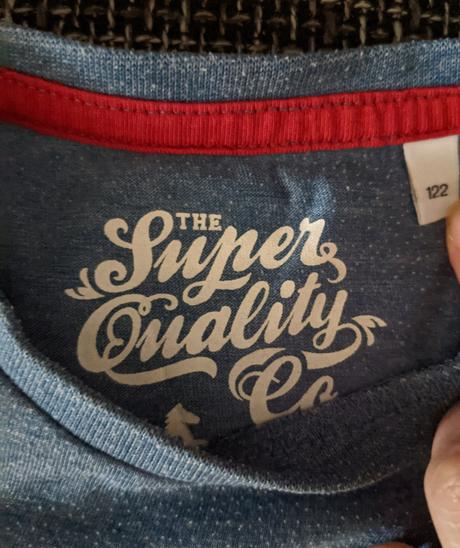 THE
Super
Quality
Co
122